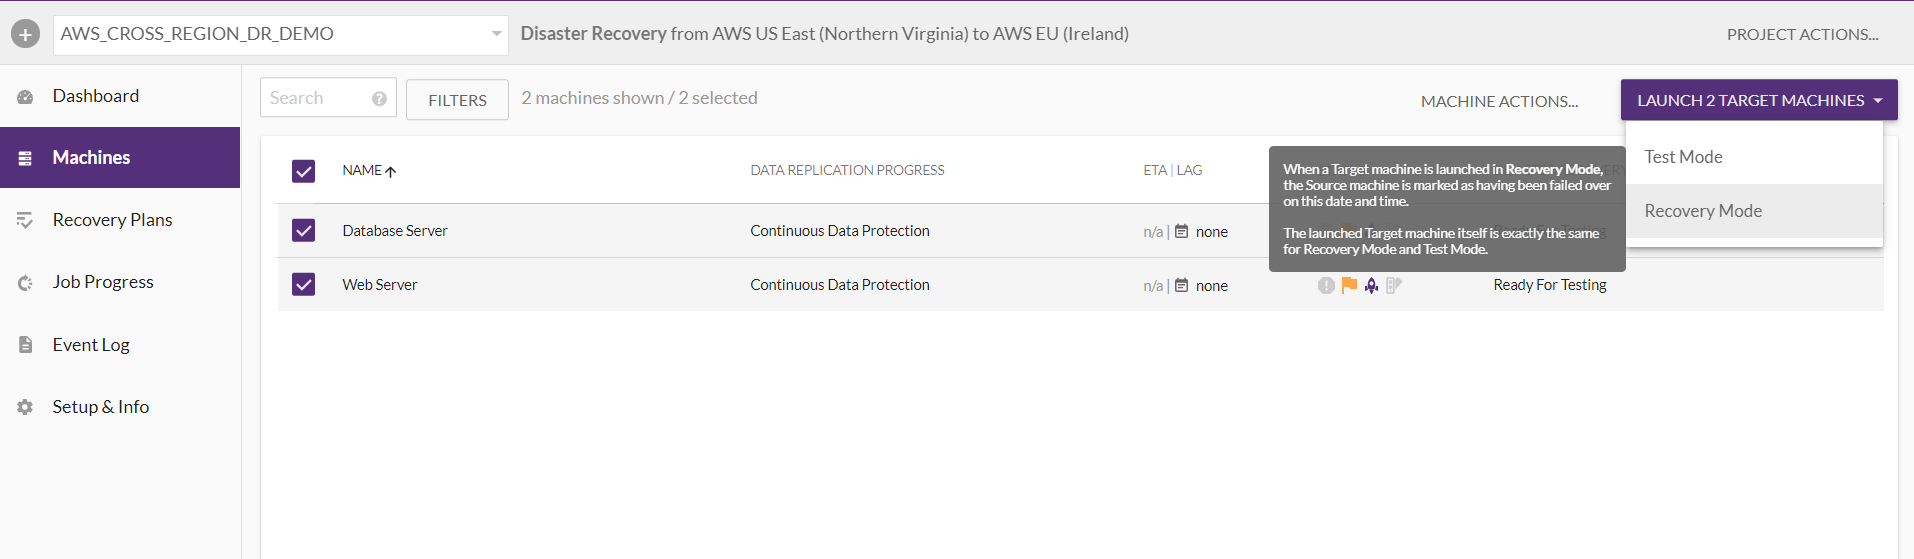 AWS_CROSS_REGION_DR_DEMO
Disaster Recovery from AWS US East (Northern Virginia) to AWS EU (Ireland)
PROJECT ACTIONS...
Dashboard
Machines
Recovery Plans
Job Progress
Event Log
Setup & Info
Search
FILTERS
2 machines shown / 2 selected
MACHINE ACTIONS...
LAUNCH 2 TARGET MACHINES
Test Mode
Recovery Mode
When a Target machine is launched in Recovery Mode,
the Source machine is marked as having been failed over
on this date and time.
The launched Target machine itself is exactly the same
for Recovery Mode and Test Mode.
NAME
DATA REPLICATION PROGRESS
ETA | LAG
Database Server
Continuous Data Protection
n/a | none
Web Server
Continuous Data Protection
n/a | none
Ready For Testing